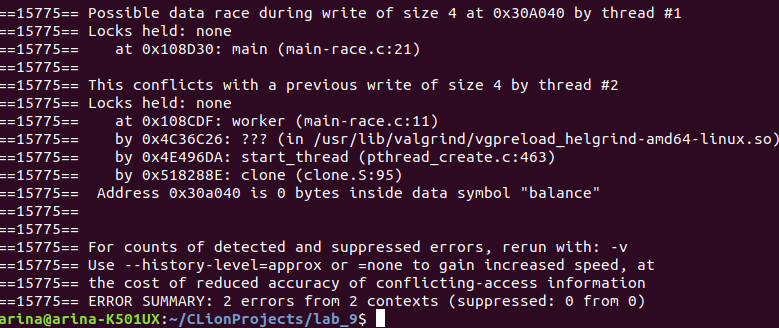 ==15775== Possible data race during write of size 4 at 0x30A040 by thread #1
==15775== Locks held: none
==15775==    at 0x108D30: main (main-race.c:21)
==15775==
==15775== This conflicts with a previous write of size 4 by thread #2
==15775== Locks held: none
==15775==    at 0x108CDF: worker (main-race.c:11)
==15775==    by 0x4C36C26: ??? (in /usr/lib/valgrind/vgpreload_helgrind-amd64-linux.so)
==15775==    by 0x4E496DA: start_thread (pthread_create.c:463)
==15775==    by 0x518288E: clone (clone.S:95)
==15775==  Address 0x30a040 is 0 bytes inside data symbol "balance"
==15775==
==15775==
==15775== For counts of detected and suppressed errors, rerun with: -v
==15775== Use --history-level=approx or =none to gain increased speed, at
==15775== the cost of reduced accuracy of conflicting-access information
==15775== ERROR SUMMARY: 2 errors from 2 contexts (suppressed: 0 from 0)
arina@arina-K501UX:~/CLionProjects/lab_9$